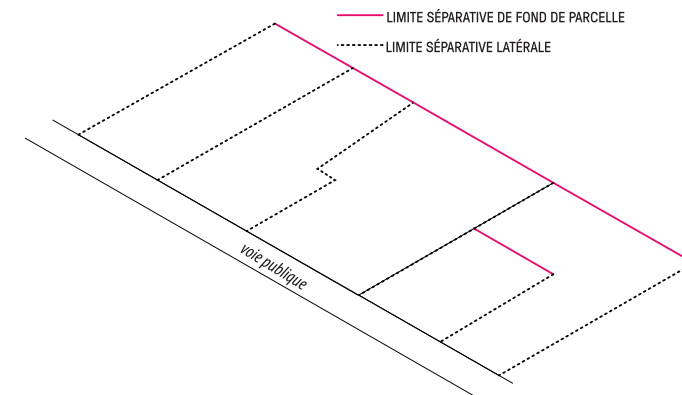 LIMITE SÉPARATIVE DE FOND DE PARCELLE
LIMITE SÉPARATIVE LATÉRALE
voie publique